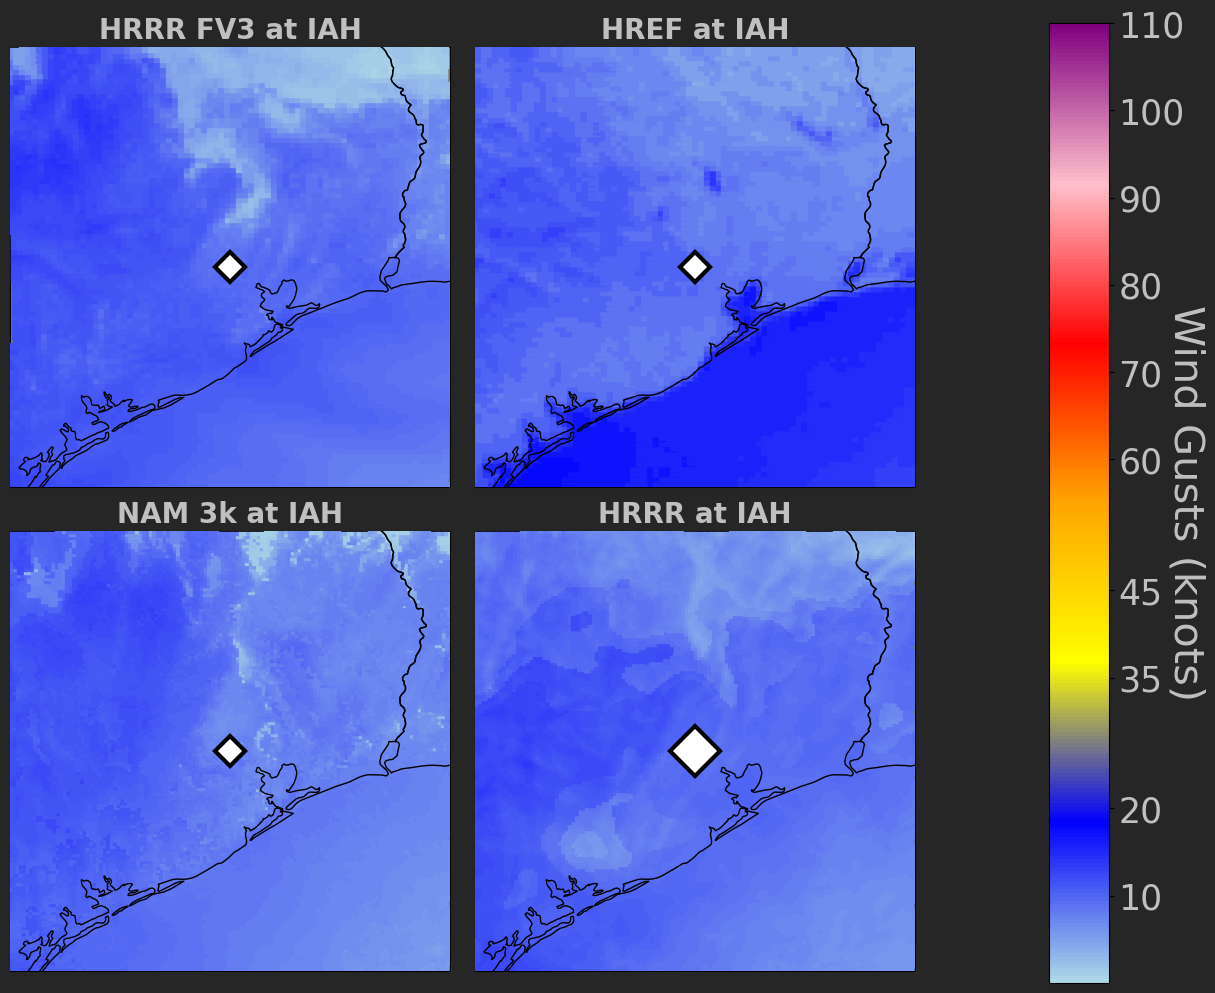 HRRR FV3 at IAH
HREF at IAH
NAM 3k at IAH
HRRR at IAH
110
100
90
80
70
60
45
35
20
10
Wind Gusts (knots)